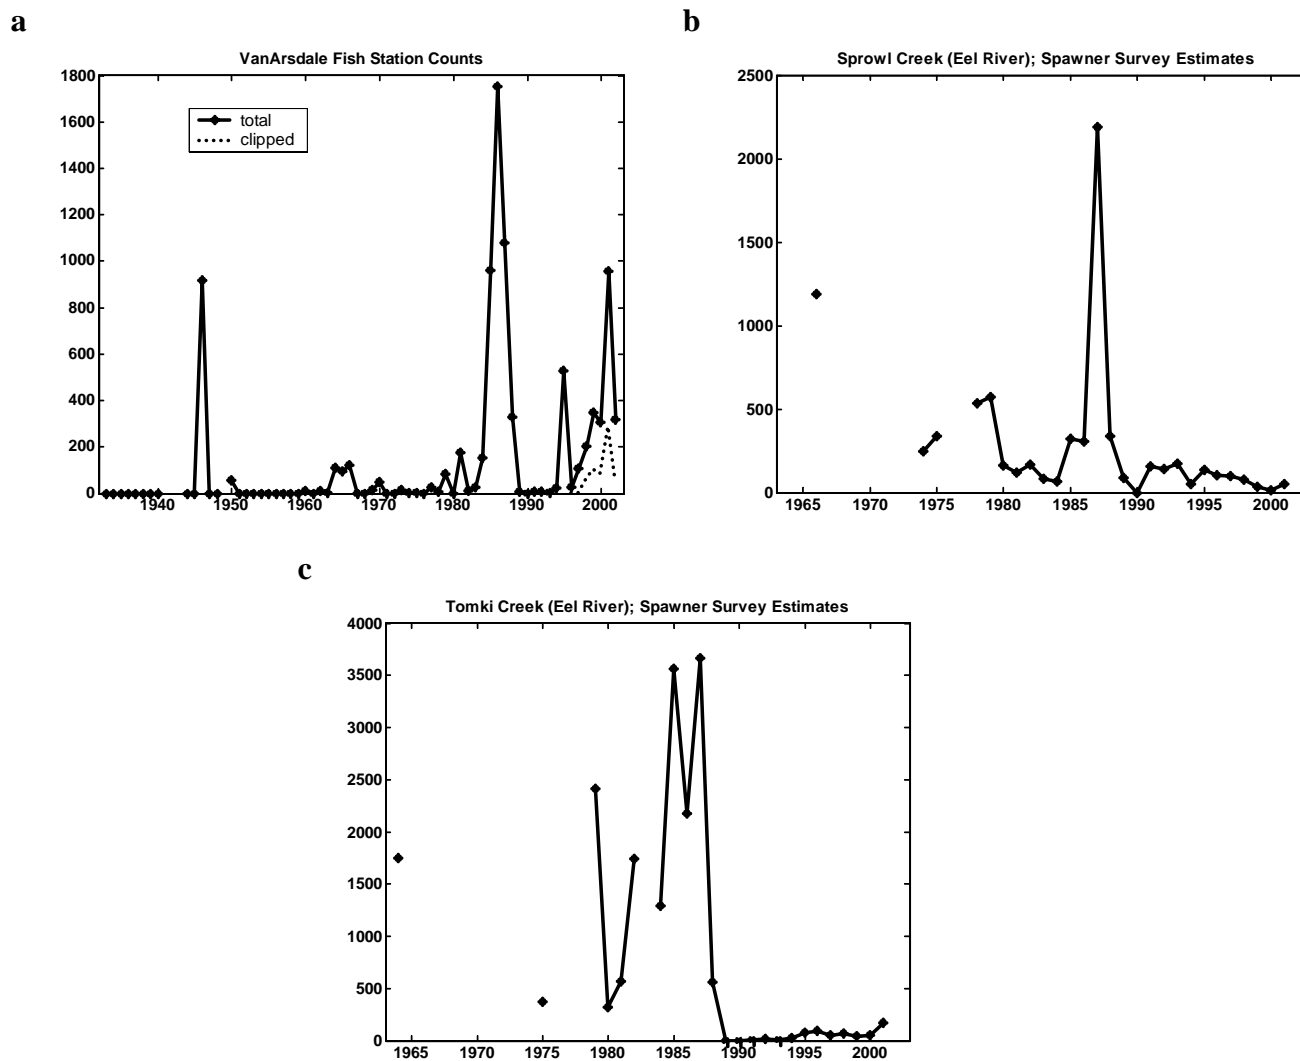 a
VanArsdale Fish Station Counts
1800
1600
1400
1200
1000
800
600
400
200
0
total
clipped
1940 1950 1960 1970 1980 1990 2000
b
Sprowl Creek (Eel River); Spawner Survey Estimates
2500
2000
1500
1000
500
0
1965 1970 1975 1980 1985 1990 1995 2000
c
Tomki Creek (Eel River); Spawner Survey Estimates
4000
3500
3000
2500
2000
1500
1000
500
0
1965 1970 1975 1980 1985 1990 1995 2000